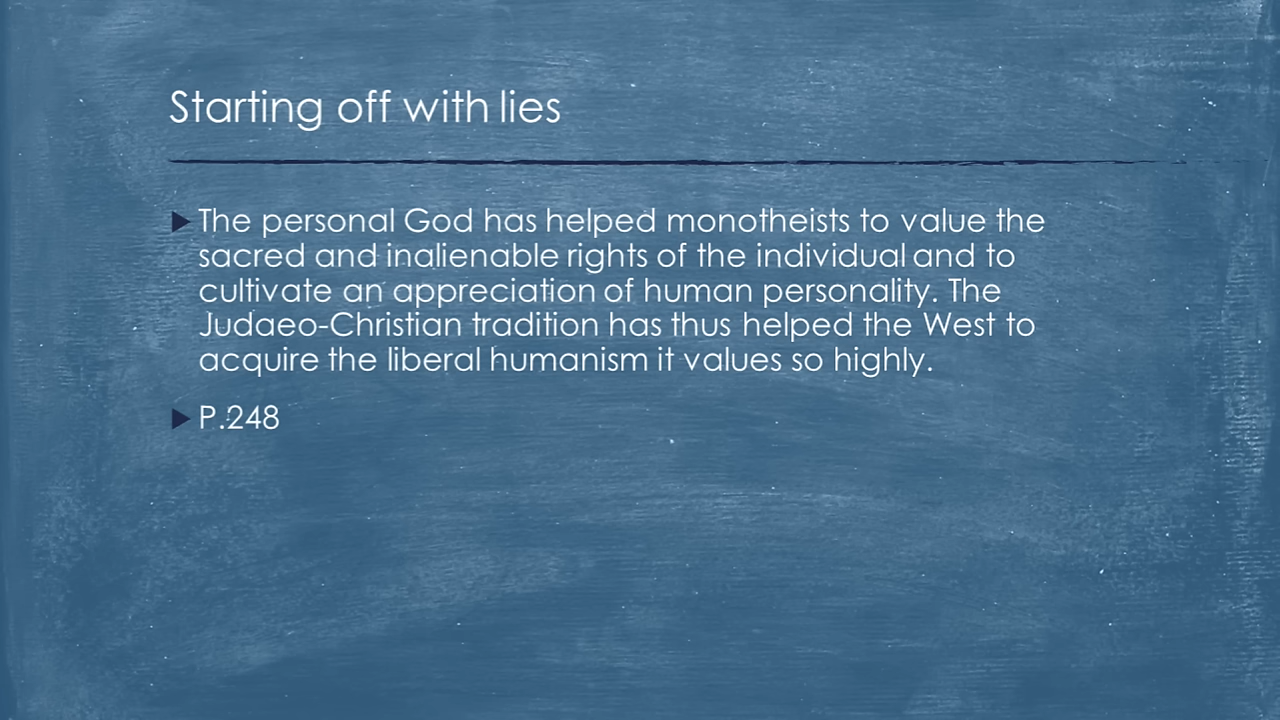 Starting off with lies
The personal God has helped monotheists to value the
sacred and inalienable rights of the individual and to
cultivate an appreciation of human personality. The
Judaeo-Christian tradition has thus helped the West to
acquire the liberal humanism it values so highly.
P.248